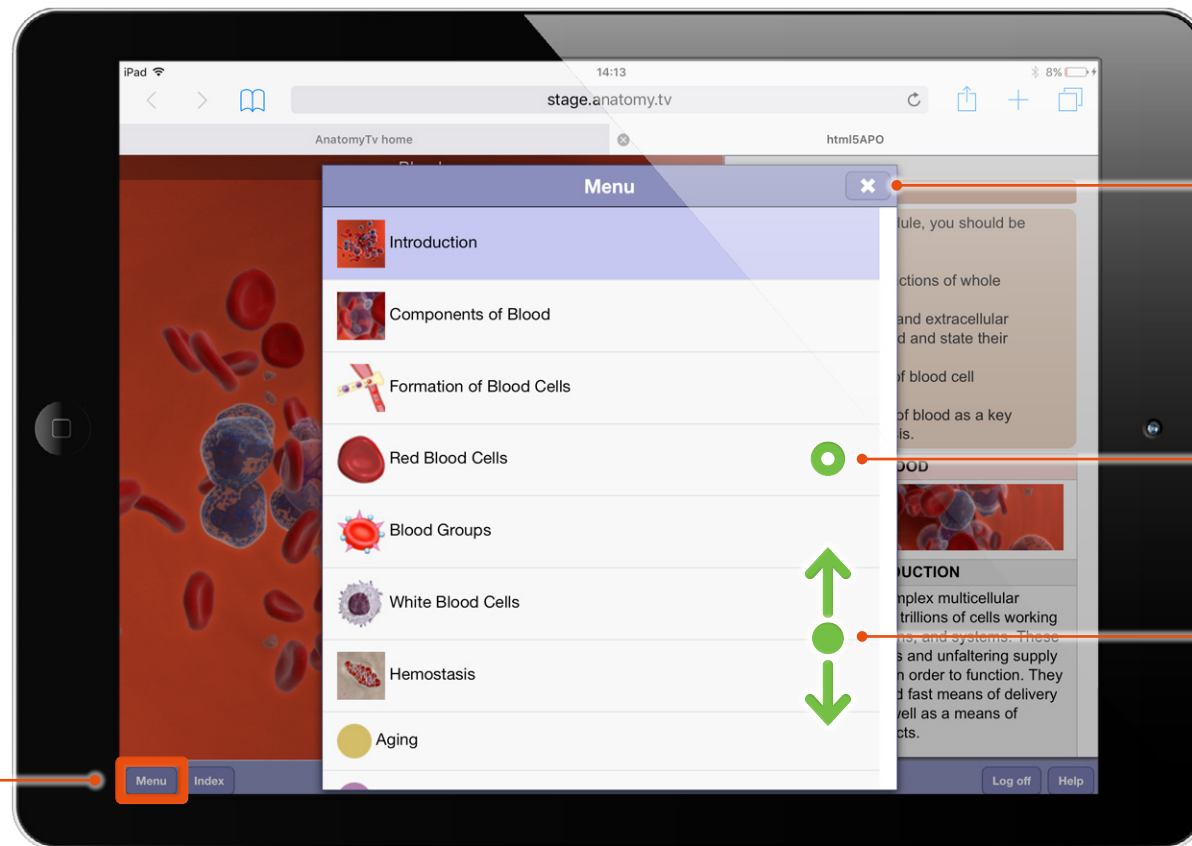 iPad
14:13
8%
stage.anatomy.tv
AnatomyTv home
html5APO
Menu
Introduction
Components of Blood
Formation of Blood Cells
Red Blood Cells
Blood Groups
White Blood Cells
Hemostasis
Aging
you should be
ctions of whole
and extracellular
d and state their
of blood cell
of blood as a key
is.
OOD
UCTION
mplex multicellular
trillions of cells working
ns, and systems. These
s and unfaltering supply
n order to function. They
d fast means of delivery
well as a means of
cts.
Menu
Index
Log off
Help